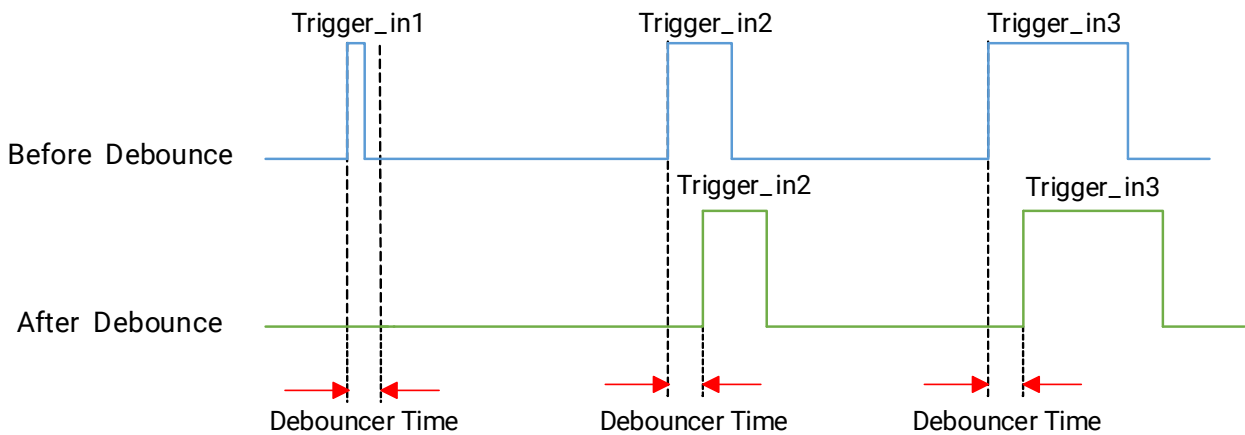 Trigger_in1
Trigger_in2
Trigger_in3
Before Debounce
Trigger_in2
Trigger_in3
After Debounce
Debouncer Time
Debouncer Time
Debouncer Time